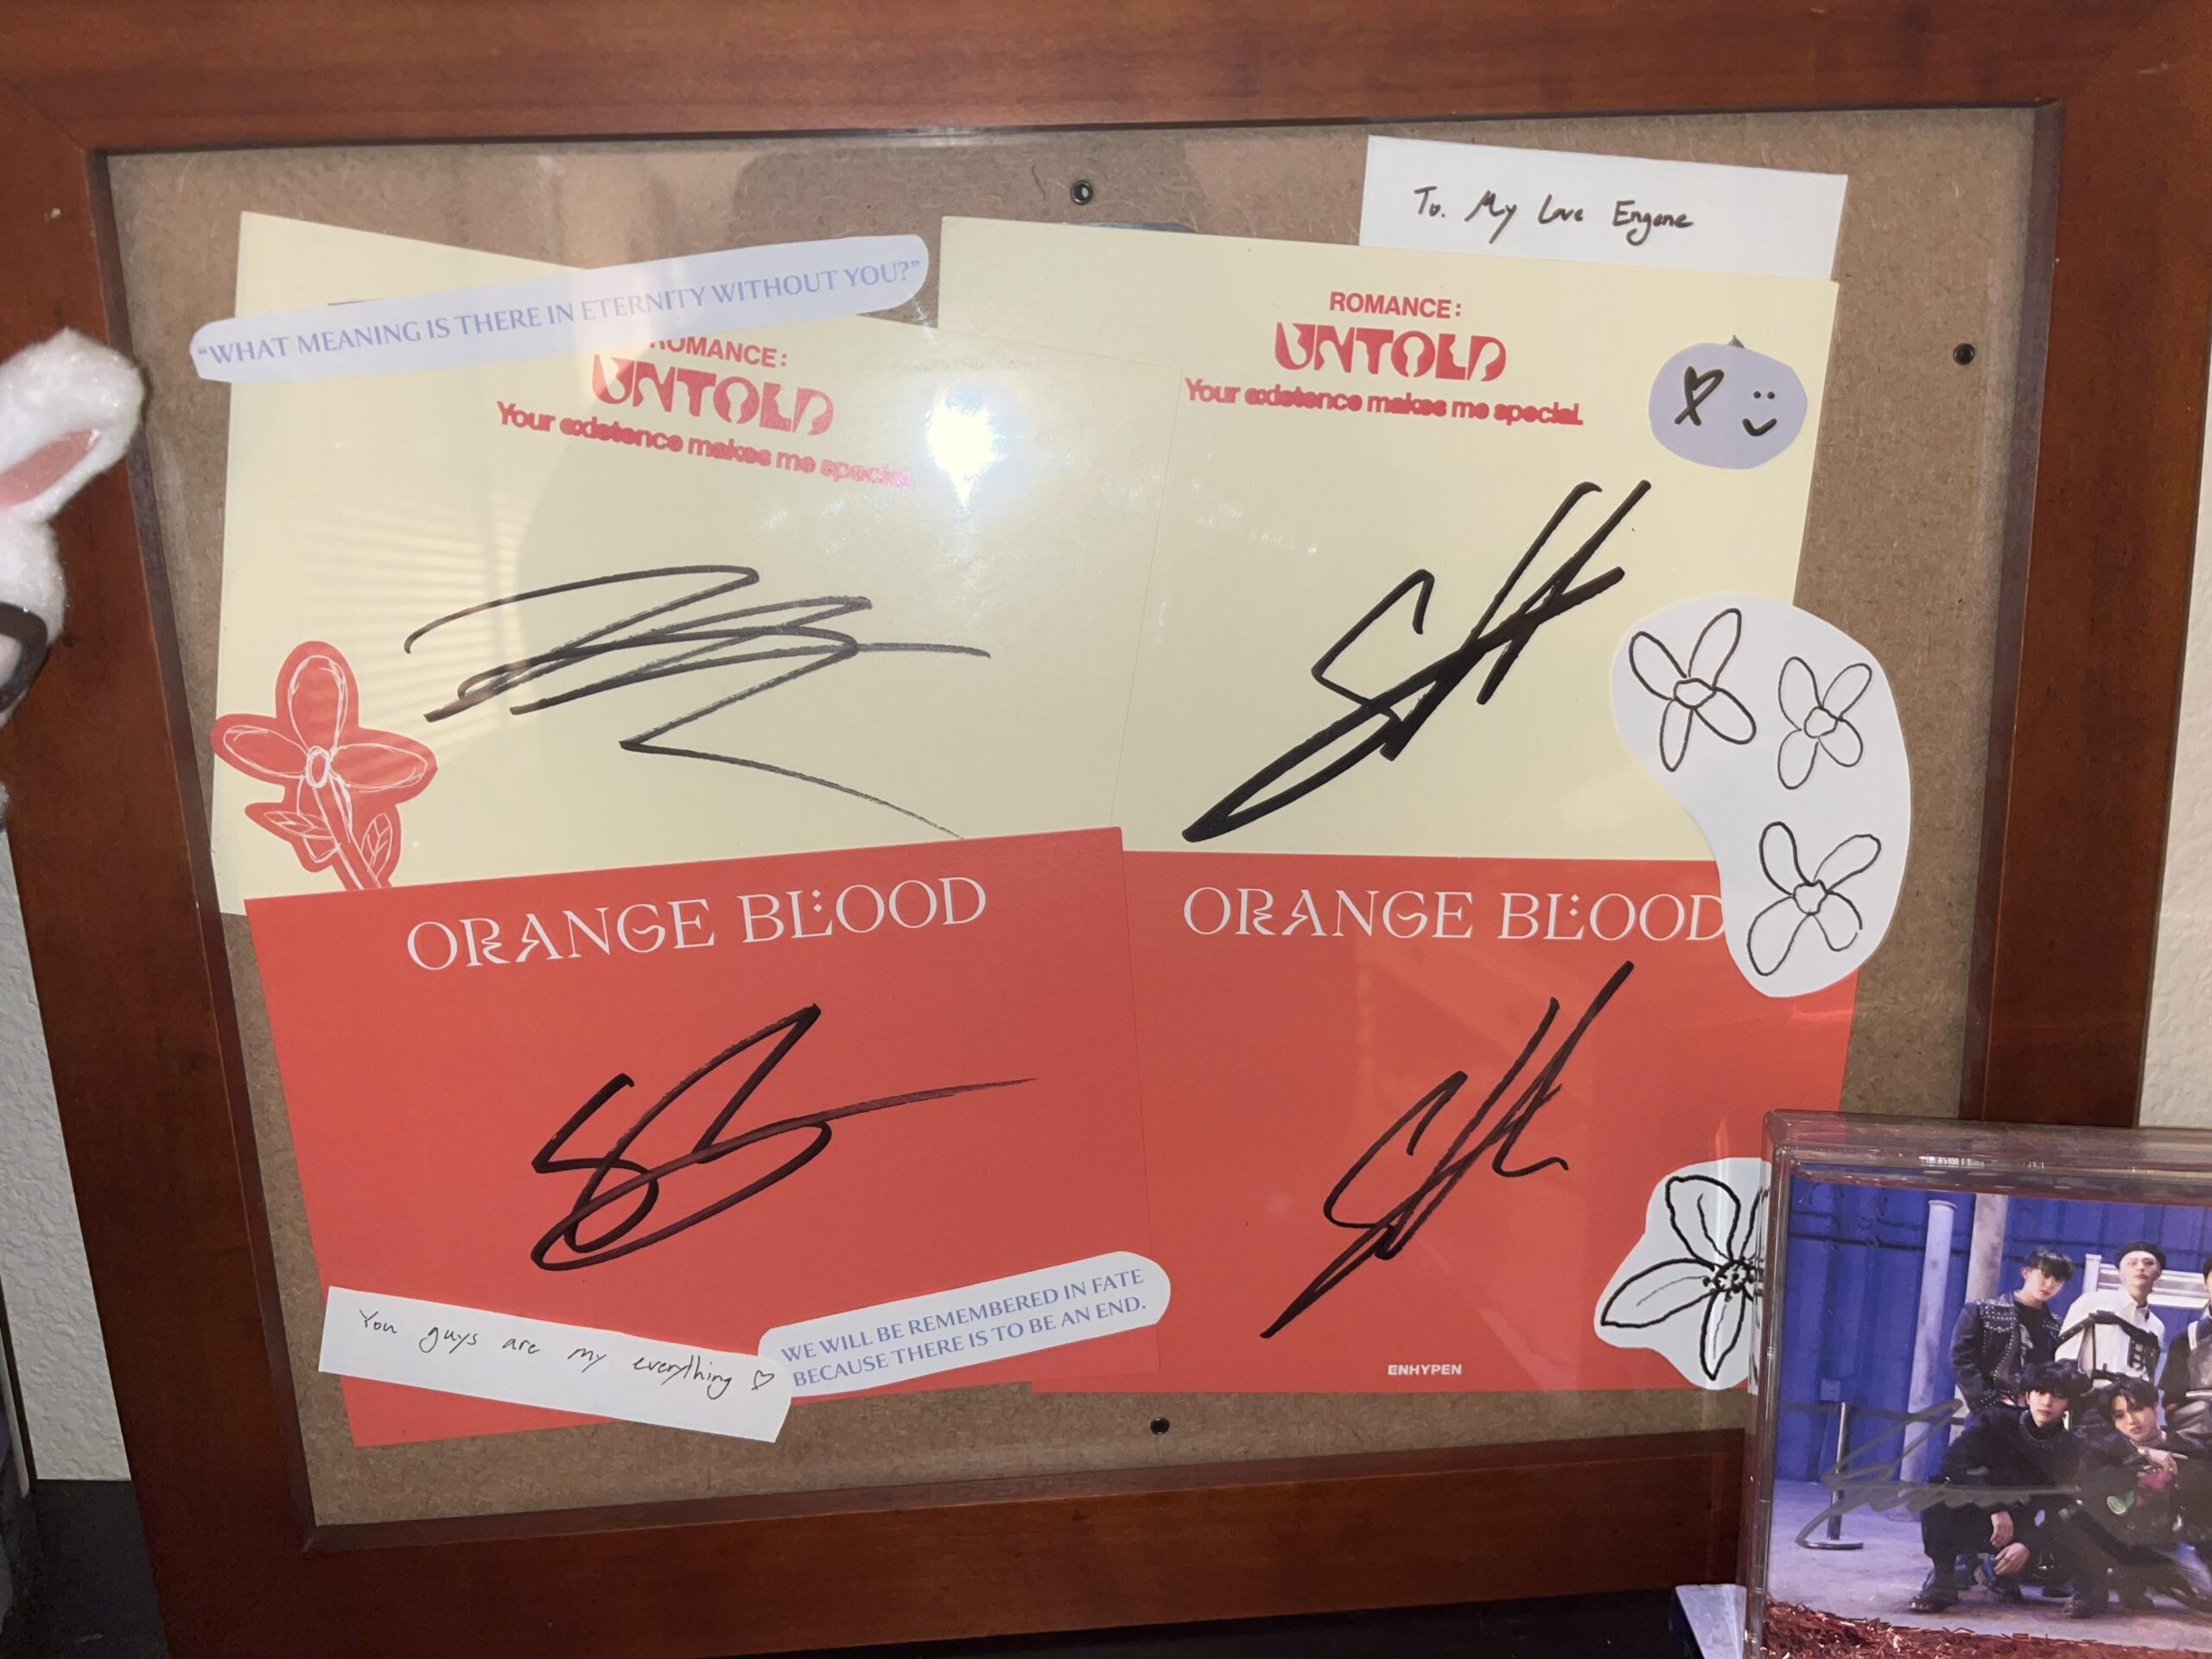 To. My Love Engene
"WHAT MEANING IS THERE IN ETERNITY WITHOUT YOU?"
ROMANCE:
UNTOLD
Your existence makes me special.
ROMANCE:
UNTOLD
Your existence makes me special.
ORANGE BLOOD
ORANGE BLOOD
You guys are my everything ♡
WE WILL BE REMEMBERED IN FATE
BECAUSE THERE IS TO BE AN END.
ENHYPEN